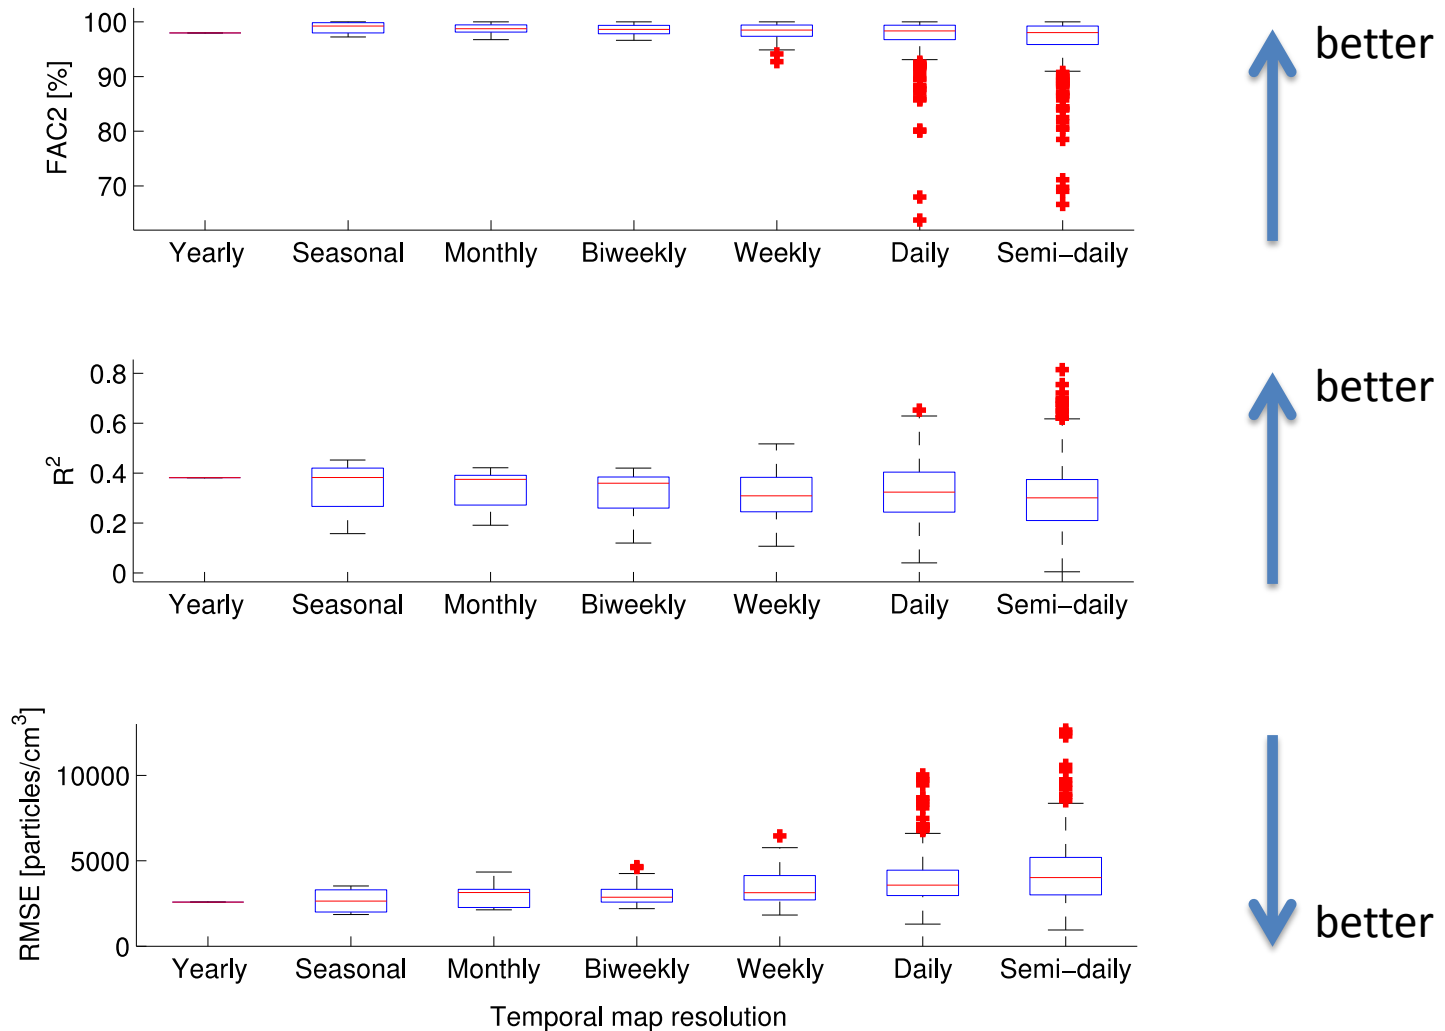 FAC2 [%]
100
90
80
70
Yearly Seasonal Monthly Biweekly Weekly Daily Semi−daily
better
R²
0.8
0.6
0.4
0.2
0
Yearly Seasonal Monthly Biweekly Weekly Daily Semi−daily
better
RMSE [particles/cm³]
10000
5000
0
Yearly Seasonal Monthly Biweekly Weekly Daily Semi−daily
better
Temporal map resolution